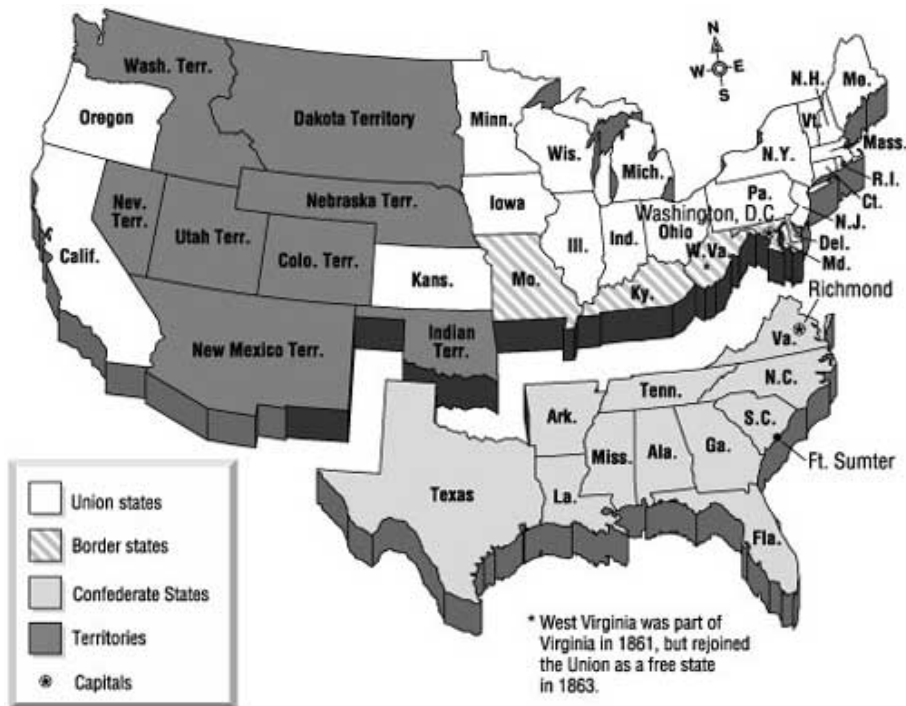 N
W E
S
Wash. Terr.
Oregon
Dakota Territory
Minn.
Wis.
Mich.
N.H.
Me.
Vt.
Mass.
N.Y.
R.I.
Ct.
Pa.
N.J.
Washington, D.C.
Del.
Md.
Nebraska Terr.
Iowa
Nev.
Terr.
Utah Terr.
Colo. Terr.
Calif.
Kans.
Mo.
Ill.
Ind.
Ohio
W.Va.
*
Ky.
Richmond
Va.
New Mexico Terr.
Indian
Terr.
Tenn.
N.C.
Ark.
S.C.
Ft. Sumter
Miss.
Ala.
Ga.
Texas
La.
Fla.
Union states
Border states
Confederate States
Territories
Capitals
* West Virginia was part of
Virginia in 1861, but rejoined
the Union as a free state
in 1863.